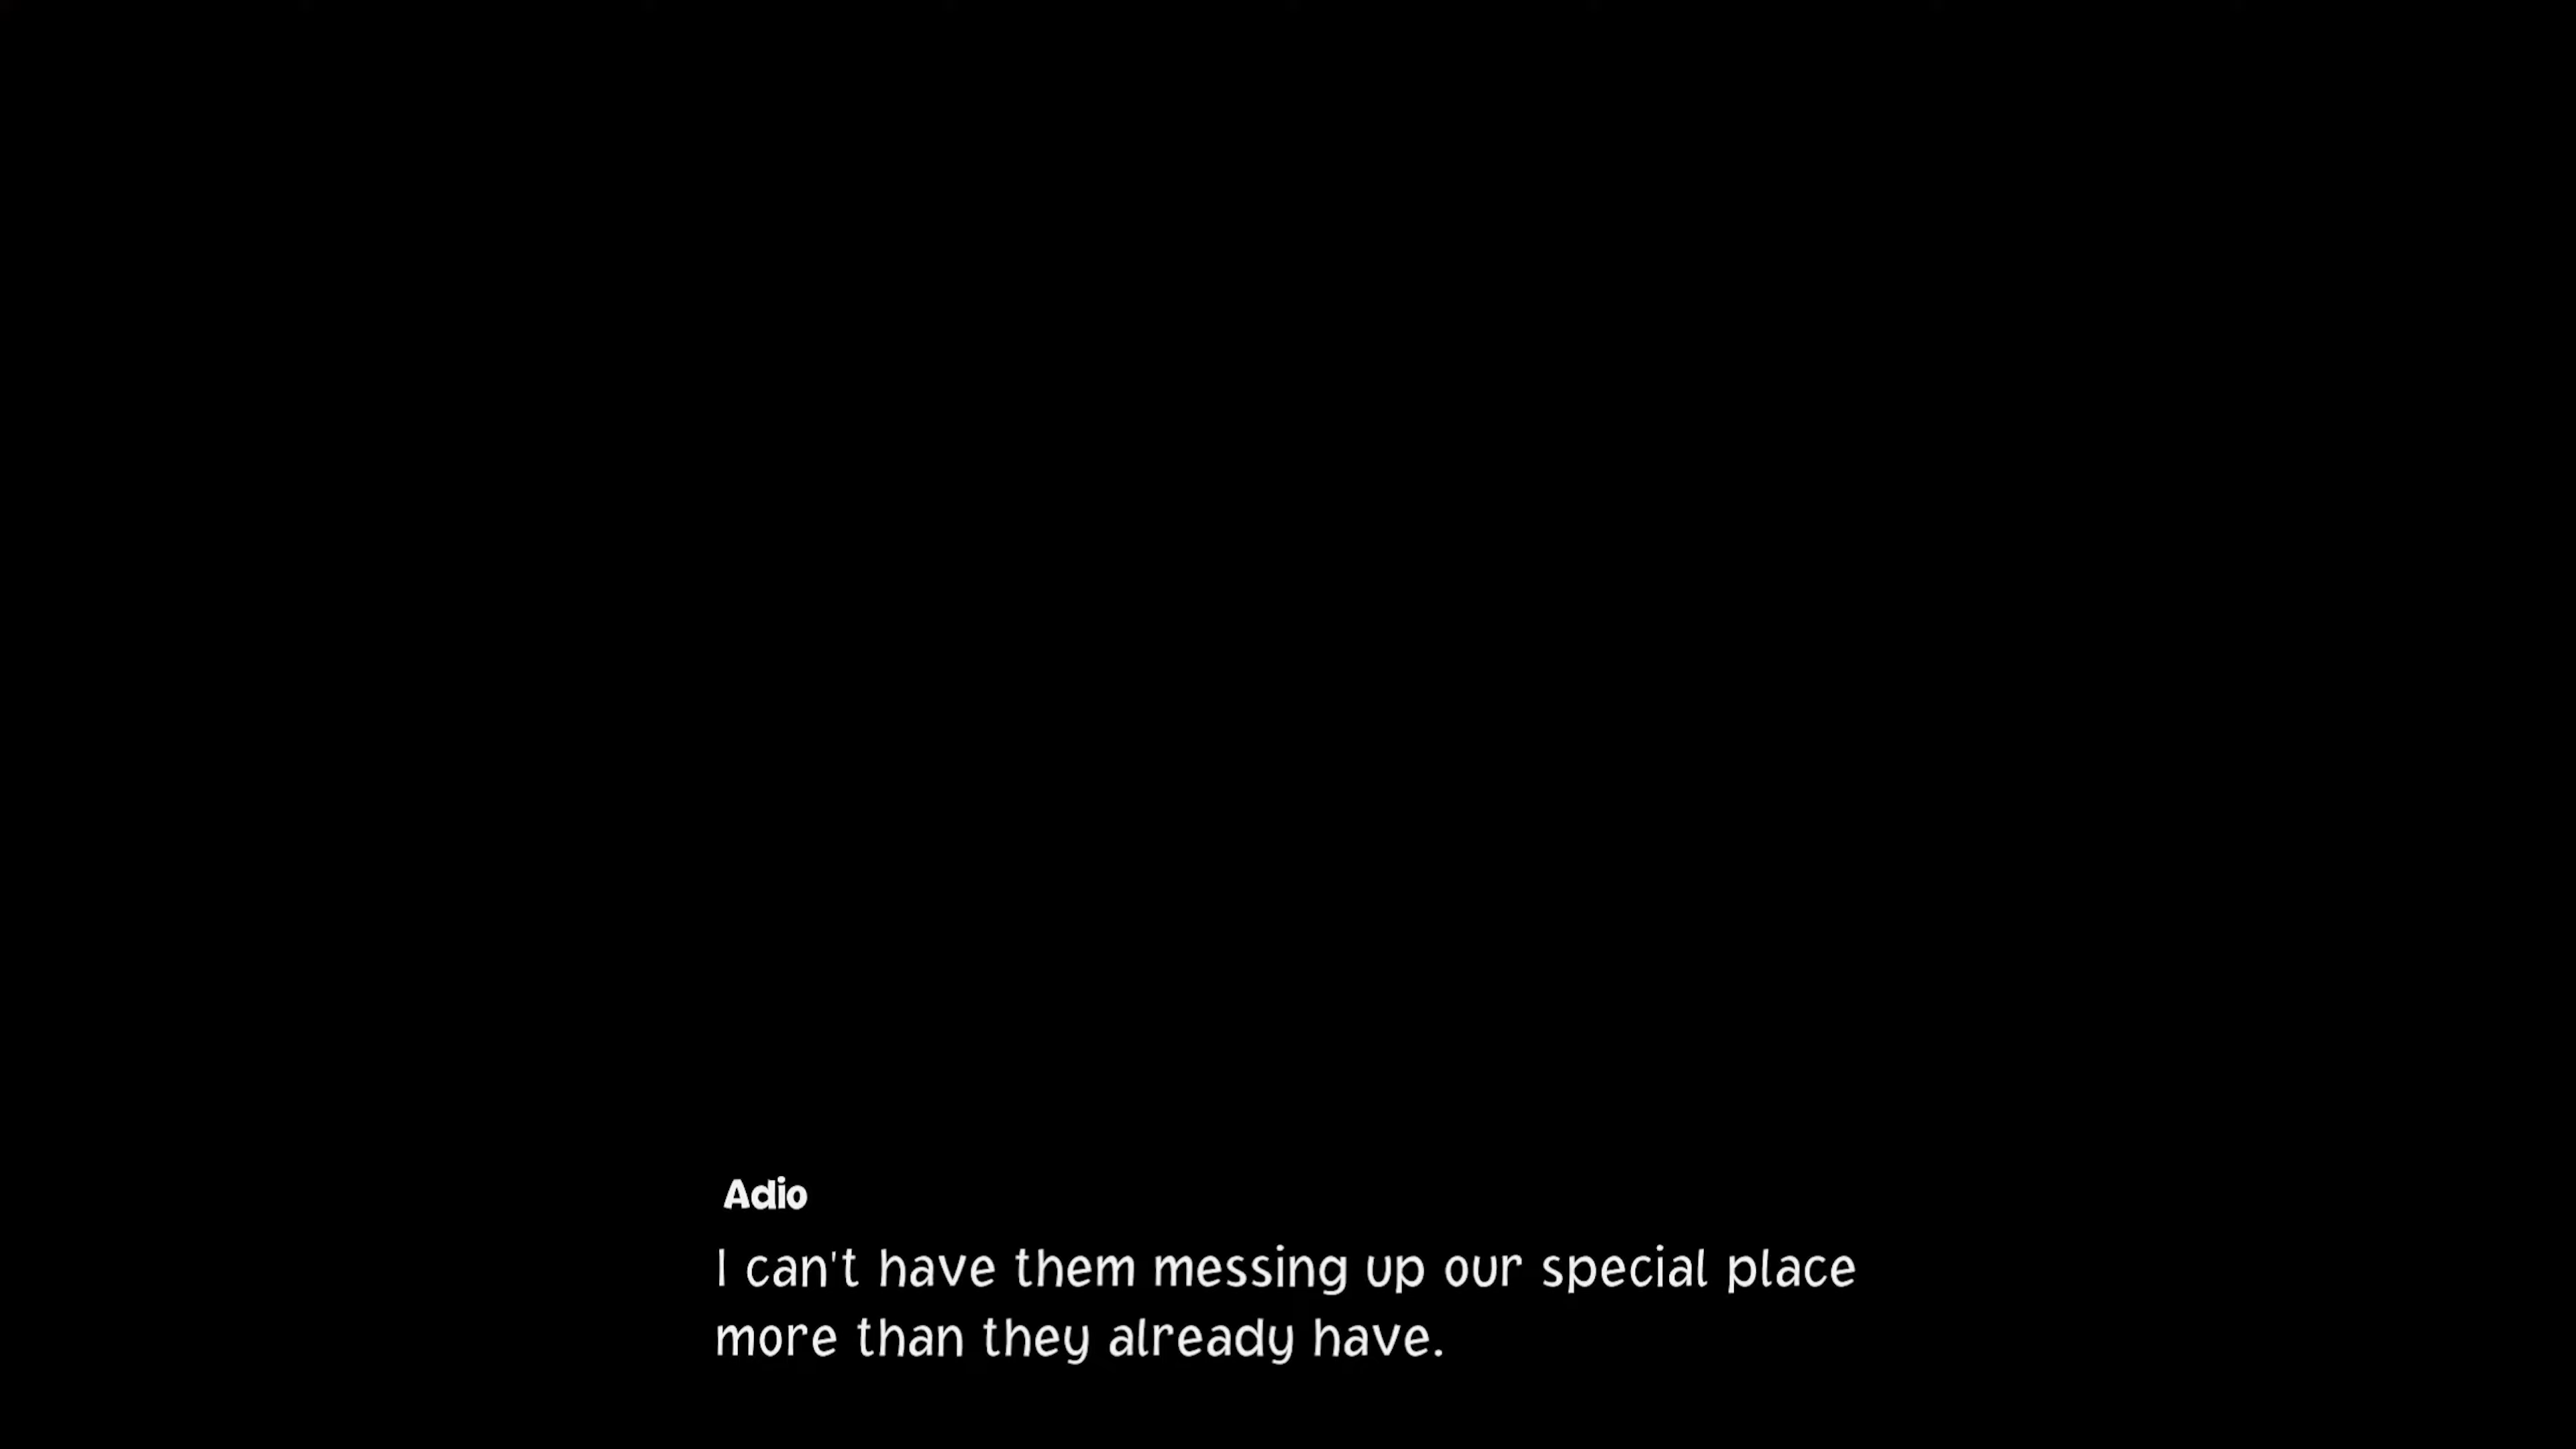 Adio
I can't have them messing up our special place
more than they already have.